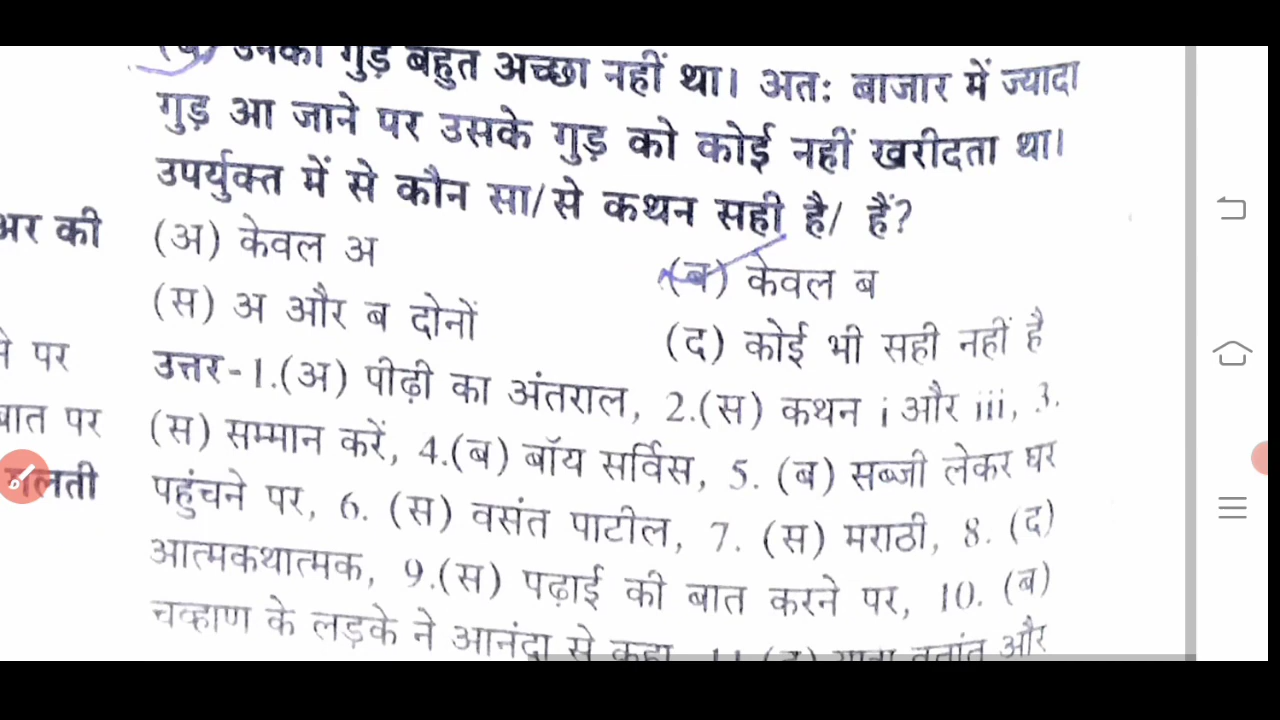 उनका गुड़ बहुत अच्छा नहीं था। अतः बाजार में ज्यादा
गुड़ आ जाने पर उसके गुड़ को कोई नहीं खरीदता था।
उपर्युक्त में से कौन सा/से कथन सही है/ हैं?
अर की
(अ) केवल अ
(ब) केवल ब
(स) अ और ब दोनों
(द) कोई भी सही नहीं है
पर
उत्तर-1.(अ) पीढ़ी का अंतराल, 2.(स) कथन i और iii, 3.
बात पर
(स) सम्मान करें, 4.(ब) बॉय सर्विस, 5. (ब) सब्जी लेकर घर
गलती
पहुंचने पर, 6. (स) वसंत पाटील, 7. (स) मराठी, 8. (द)
आत्मकथात्मक, 9.(स) पढ़ाई की बात करने पर, 10. (ब)
चव्हाण के लड़के ने आनंदा से कहा और